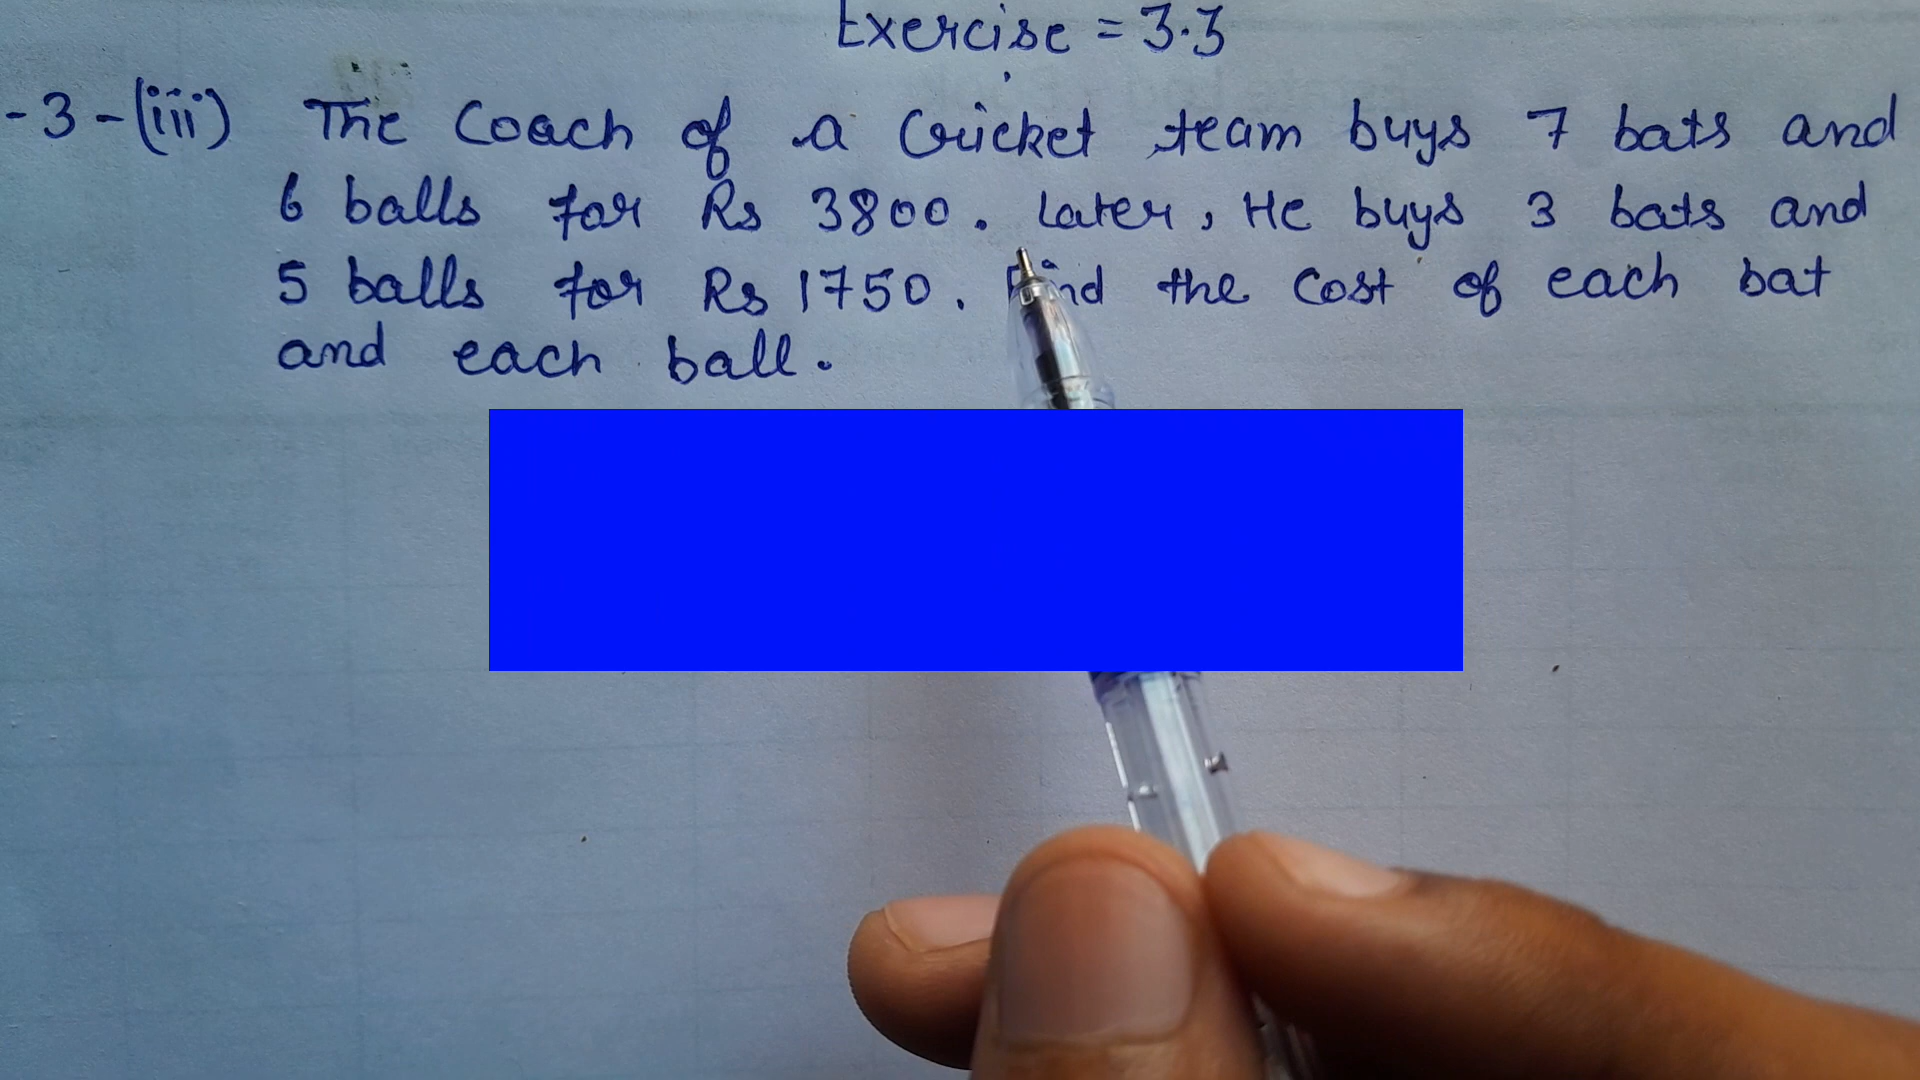 Exercise = 3.3
-3-(iii) The Coach of a Cricket team buys 7 bats and
6 balls for Rs 3800. Later, He buys 3 bats and
5 balls for Rs 1750. Find the Cost of each bat
and each ball.